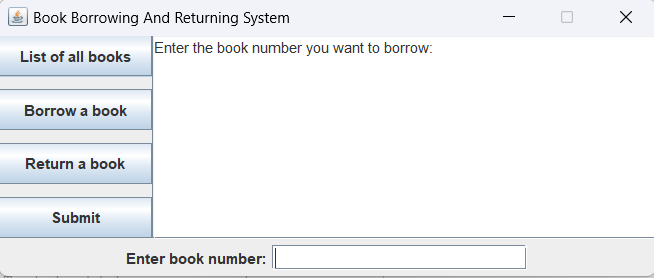 Book Borrowing And Returning System
List of all books
Enter the book number you want to borrow:
Borrow a book
Return a book
Submit
Enter book number: